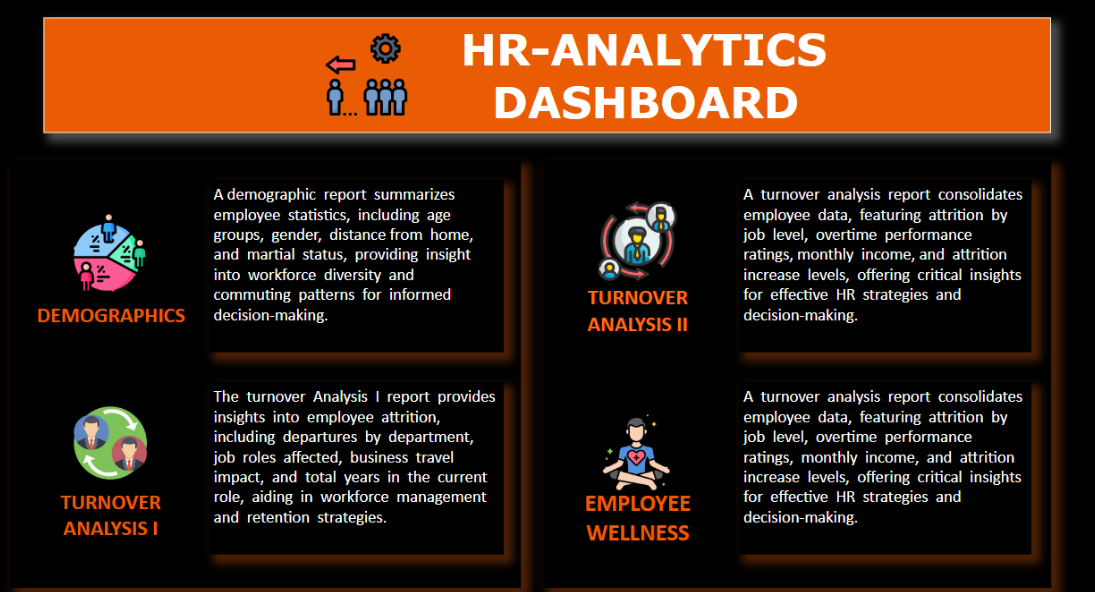 HR-ANALYTICS
DASHBOARD
DEMOGRAPHICS
A demographic report summarizes
employee statistics, including age
groups, gender, distance from home,
and martial status, providing insight
into workforce diversity and
commuting patterns for informed
decision-making.
TURNOVER
ANALYSIS II
A turnover analysis report consolidates
employee data, featuring attrition by
job level, overtime performance
ratings, monthly income, and attrition
increase levels, offering critical insights
for effective HR strategies and
decision-making.
TURNOVER
ANALYSIS I
The turnover Analysis I report provides
insights into employee attrition,
including departures by department,
job roles affected, business travel
impact, and total years in the current
role, aiding in workforce management
and retention strategies.
EMPLOYEE
WELLNESS
A turnover analysis report consolidates
employee data, featuring attrition by
job level, overtime performance
ratings, monthly income, and attrition
increase levels, offering critical insights
for effective HR strategies and
decision-making.